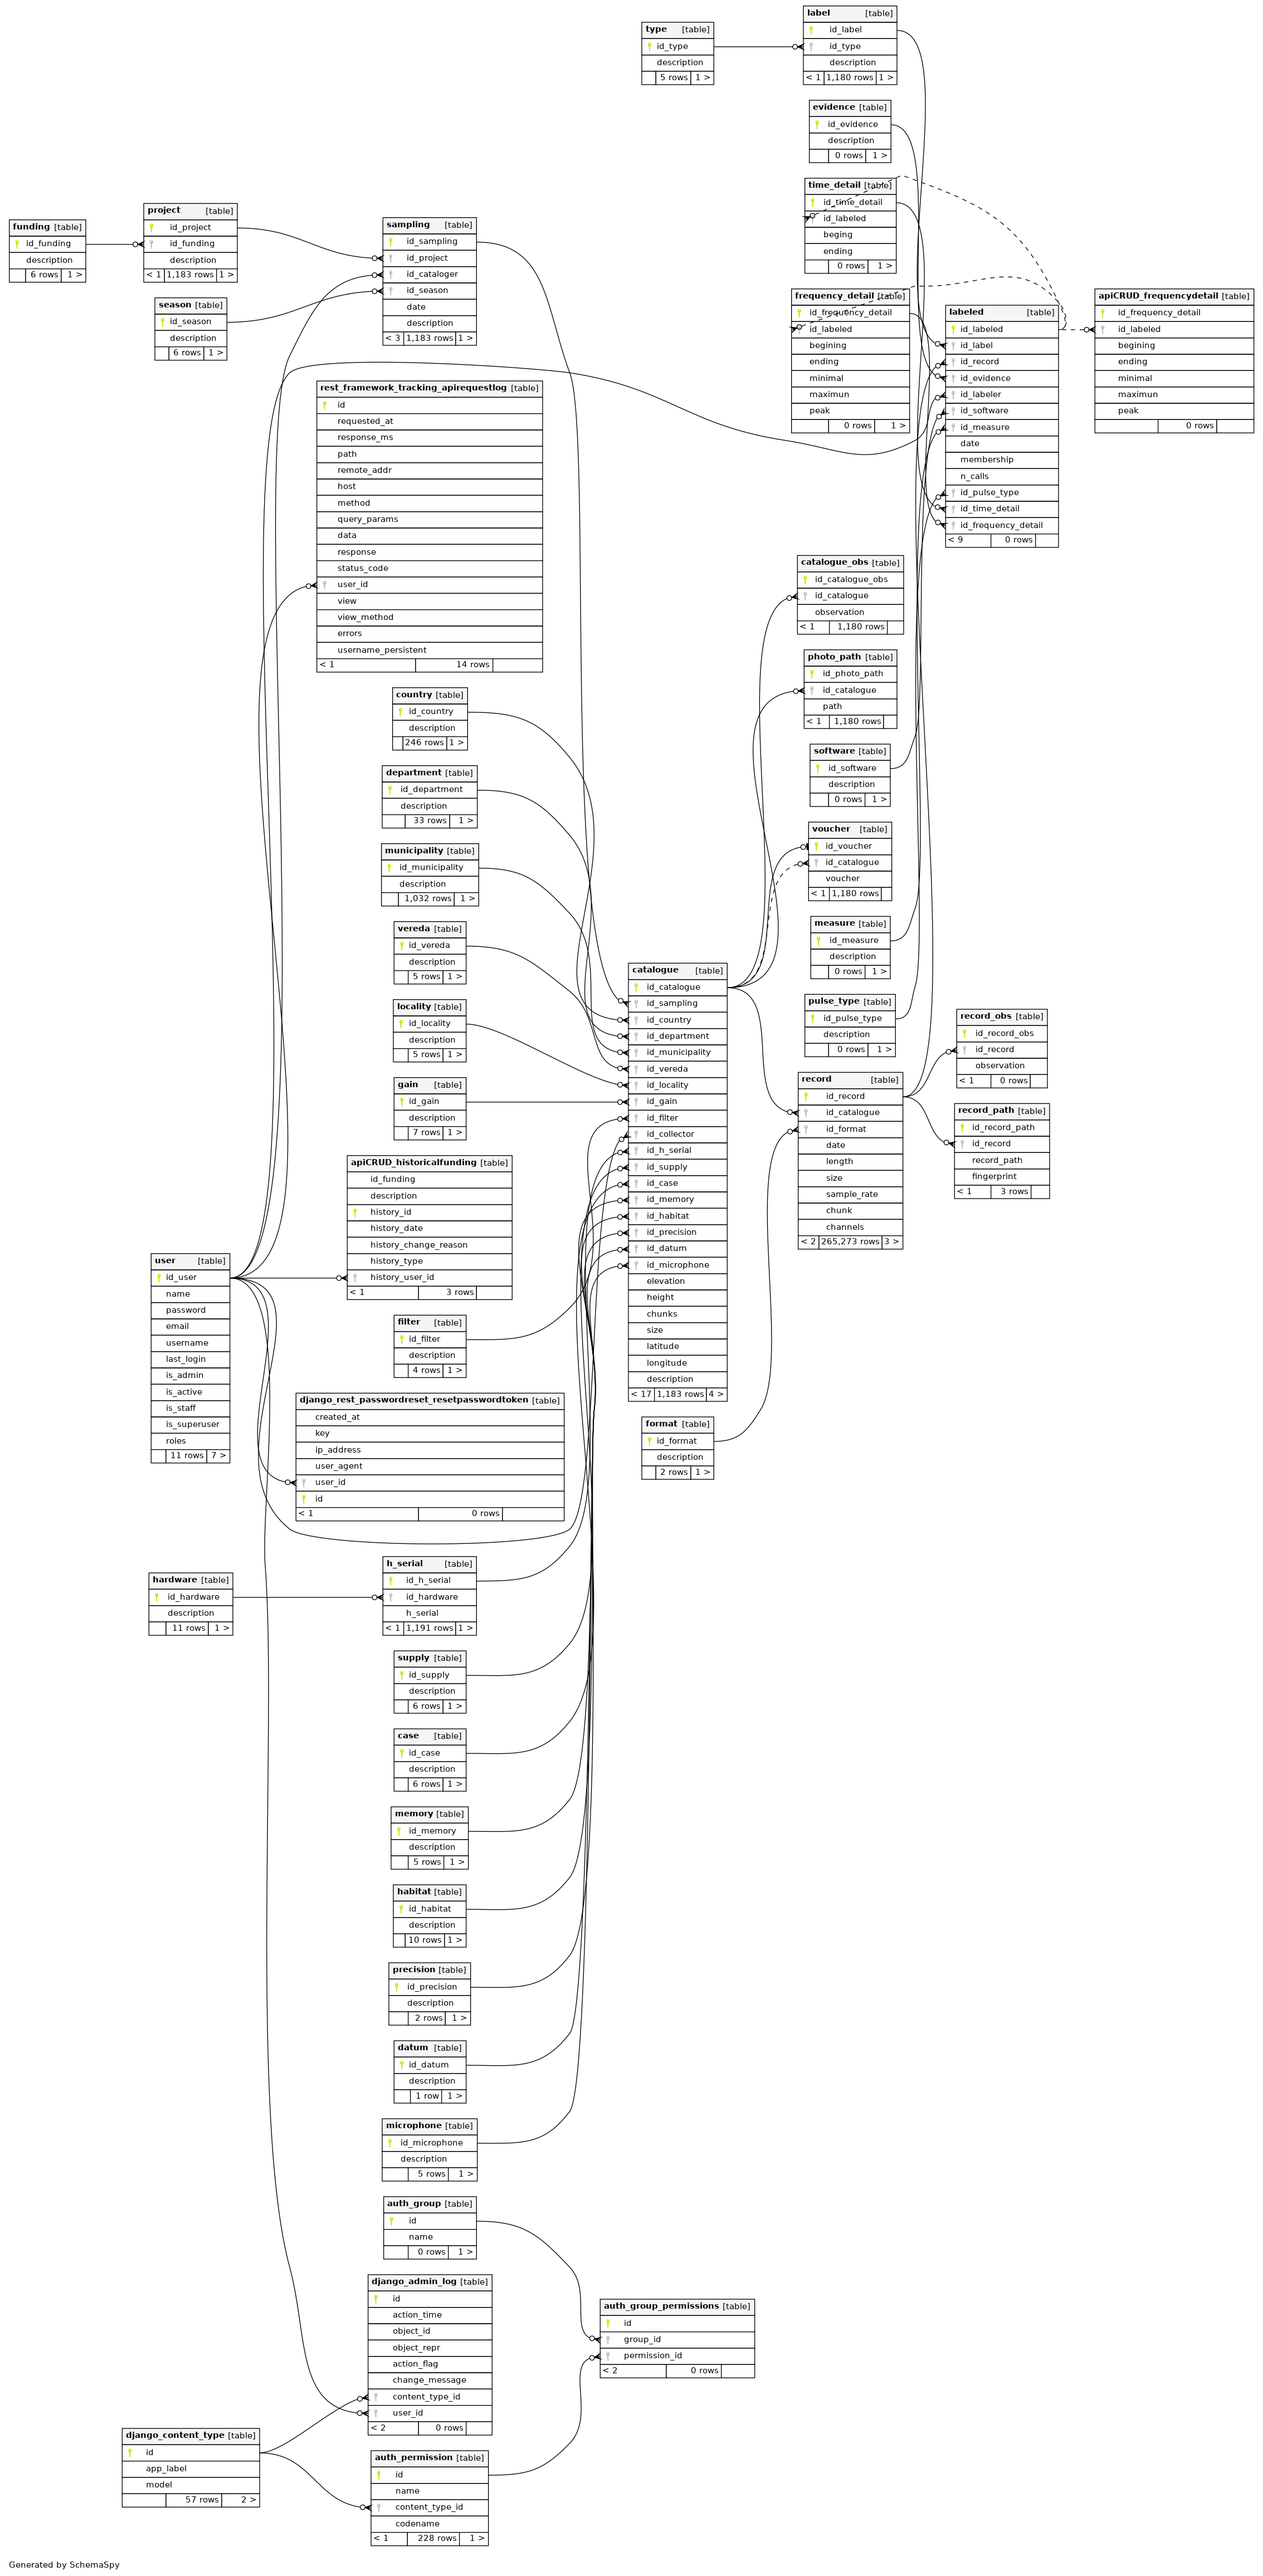 label [table]
id_label
id_type
description
< 1 1,180 rows 1 >
type [table]
id_type
description
5 rows 1 >
evidence [table]
id_evidence
description
0 rows 1 >
time_detail [table]
id_time_detail
id_labeled
beging
ending
0 rows 1 >
funding [table]
id_funding
description
6 rows 1 >
project [table]
id_project
id_funding
description
< 1 1,183 rows 1 >
season [table]
id_season
description
6 rows 1 >
sampling [table]
id_sampling
id_project
id_cataloger
id_season
date
description
< 3 1,183 rows 1 >
frequency_detail [table]
id_frequency_detail
id_labeled
begining
ending
minimal
maximun
peak
0 rows 1 >
labeled [table]
id_labeled
id_label
id_record
id_evidence
id_labeler
id_software
id_measure
date
membership
n_calls
id_pulse_type
id_time_detail
id_frequency_detail
< 9 0 rows
apiCRUD_frequencydetail [table]
id_frequency_detail
id_labeled
begining
ending
minimal
maximun
peak
0 rows
rest_framework_tracking_apirequestlog [table]
id
requested_at
response_ms
path
remote_addr
host
method
query_params
data
response
status_code
user_id
view
view_method
errors
username_persistent
< 1 14 rows
catalogue_obs [table]
id_catalogue_obs
id_catalogue
observation
< 1 1,180 rows
photo_path [table]
id_photo_path
id_catalogue
path
< 1 1,180 rows
software [table]
id_software
description
0 rows 1 >
voucher [table]
id_voucher
id_catalogue
voucher
< 1 1,180 rows
measure [table]
id_measure
description
0 rows 1 >
pulse_type [table]
id_pulse_type
description
0 rows 1 >
country [table]
id_country
description
246 rows 1 >
department [table]
id_department
description
33 rows 1 >
municipality [table]
id_municipality
description
1,032 rows 1 >
vereda [table]
id_vereda
description
5 rows 1 >
locality [table]
id_locality
description
5 rows 1 >
gain [table]
id_gain
description
7 rows 1 >
catalogue [table]
id_catalogue
id_sampling
id_country
id_department
id_municipality
id_vereda
id_locality
id_gain
id_filter
id_collector
id_h_serial
id_supply
id_case
id_memory
id_habitat
id_precision
id_datum
id_microphone
elevation
height
chunks
size
latitude
longitude
description
< 17 1,183 rows 4 >
record [table]
id_record
id_catalogue
id_format
date
length
size
sample_rate
chunk
channels
< 2 265,273 rows 3 >
record_obs [table]
id_record_obs
id_record
observation
< 1 0 rows
record_path [table]
id_record_path
id_record
record_path
fingerprint
< 1 3 rows
apiCRUD_historicalfunding [table]
id_funding
description
history_id
history_date
history_change_reason
history_type
history_user_id
< 1 3 rows
user [table]
id_user
name
password
email
username
last_login
is_admin
is_active
is_staff
is_superuser
roles
11 rows 7 >
filter [table]
id_filter
description
4 rows 1 >
django_rest_passwordreset_resetpasswordtoken [table]
created_at
key
ip_address
user_agent
user_id
id
< 1 0 rows
format [table]
id_format
description
2 rows 1 >
hardware [table]
id_hardware
description
11 rows 1 >
h_serial [table]
id_h_serial
id_hardware
h_serial
< 1 1,191 rows 1 >
supply [table]
id_supply
description
6 rows 1 >
case [table]
id_case
description
6 rows 1 >
memory [table]
id_memory
description
5 rows 1 >
habitat [table]
id_habitat
description
10 rows 1 >
precision [table]
id_precision
description
2 rows 1 >
datum [table]
id_datum
description
1 row 1 >
microphone [table]
id_microphone
description
5 rows 1 >
auth_group [table]
id
name
0 rows 1 >
django_admin_log [table]
id
action_time
object_id
object_repr
action_flag
change_message
content_type_id
user_id
< 2 0 rows
auth_group_permissions [table]
id
group_id
permission_id
< 2 0 rows
django_content_type [table]
id
app_label
model
57 rows 2 >
auth_permission [table]
id
name
content_type_id
codename
< 1 228 rows 1 >
Generated by SchemaSpy